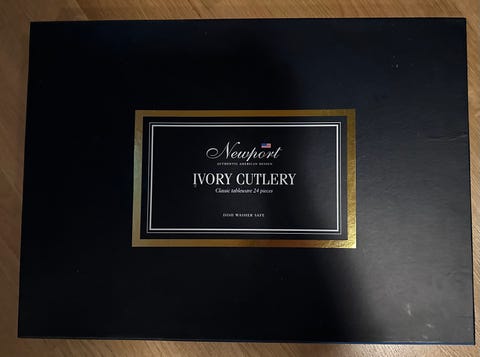 Newport
AUTHENTIC AMERICAN DESIGN
IVORY CUTLERY
Classic tableware 24 pieces
DISH WASHER SAFE